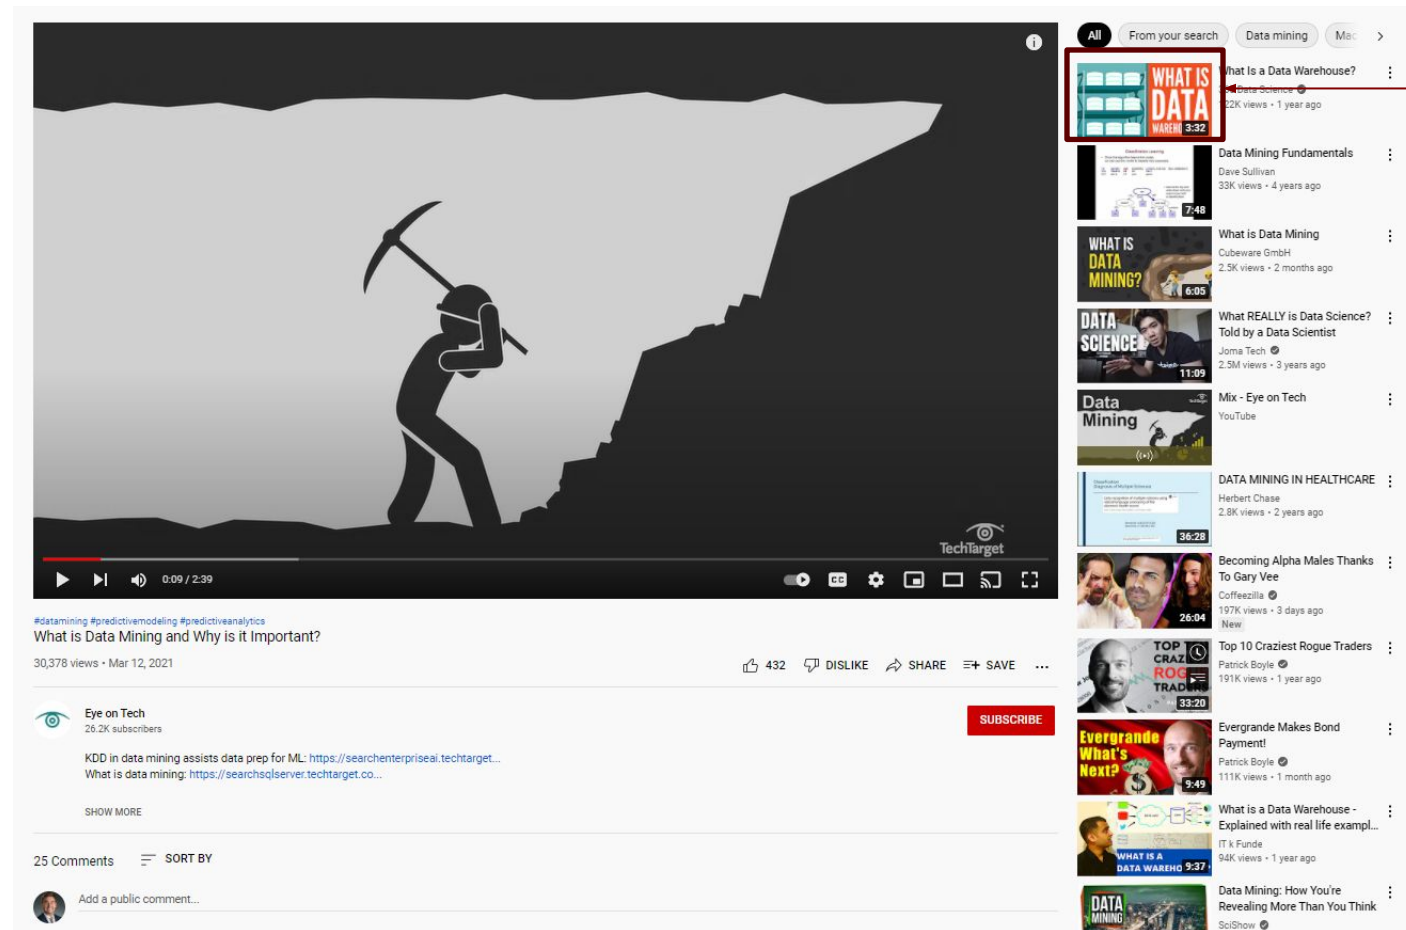 TechTarget
0:09 / 2:39
CC
#datamining #predictivemodeling #predictiveanalytics
What is Data Mining and Why is it Important?
30,378 views • Mar 12, 2021
432 DISLIKE SHARE SAVE
Eye on Tech
26.2K subscribers
SUBSCRIBE
KDD in data mining assists data prep for ML: https://searchenterpriseai.techtarget...
What is data mining: https://searchsqlserver.techtarget.co...
SHOW MORE
25 Comments SORT BY
Add a public comment...
All From your search Data mining Mac
WHAT IS
DATA
3:32
What Is a Data Warehouse?
Data Science
22K views • 1 year ago
7:48
Data Mining Fundamentals
Dave Sullivan
33K views • 4 years ago
WHAT IS
DATA
MINING?
6:05
What is Data Mining
Cubeware GmbH
2.5K views • 2 months ago
DATA
SCIENCE
11:09
What REALLY is Data Science?
Told by a Data Scientist
Joma Tech
2.5M views • 3 years ago
Data
Mining
Mix - Eye on Tech
YouTube
36:28
DATA MINING IN HEALTHCARE
Herbert Chase
2.8K views • 2 years ago
26:04
Becoming Alpha Males Thanks
To Gary Vee
Coffeezilla
197K views • 3 days ago
New
TOP
CRAZ
ROG
TRAD
33:20
Top 10 Craziest Rogue Traders
Patrick Boyle
191K views • 1 year ago
Evergrande
What's
Next?
9:49
Evergrande Makes Bond
Payment!
Patrick Boyle
111K views • 1 month ago
WHAT IS A
DATA WAREHO
9:37
What is a Data Warehouse -
Explained with real life exampl...
IT k Funde
94K views • 1 year ago
DATA
MINING
Data Mining: How You're
Revealing More Than You Think
SciShow